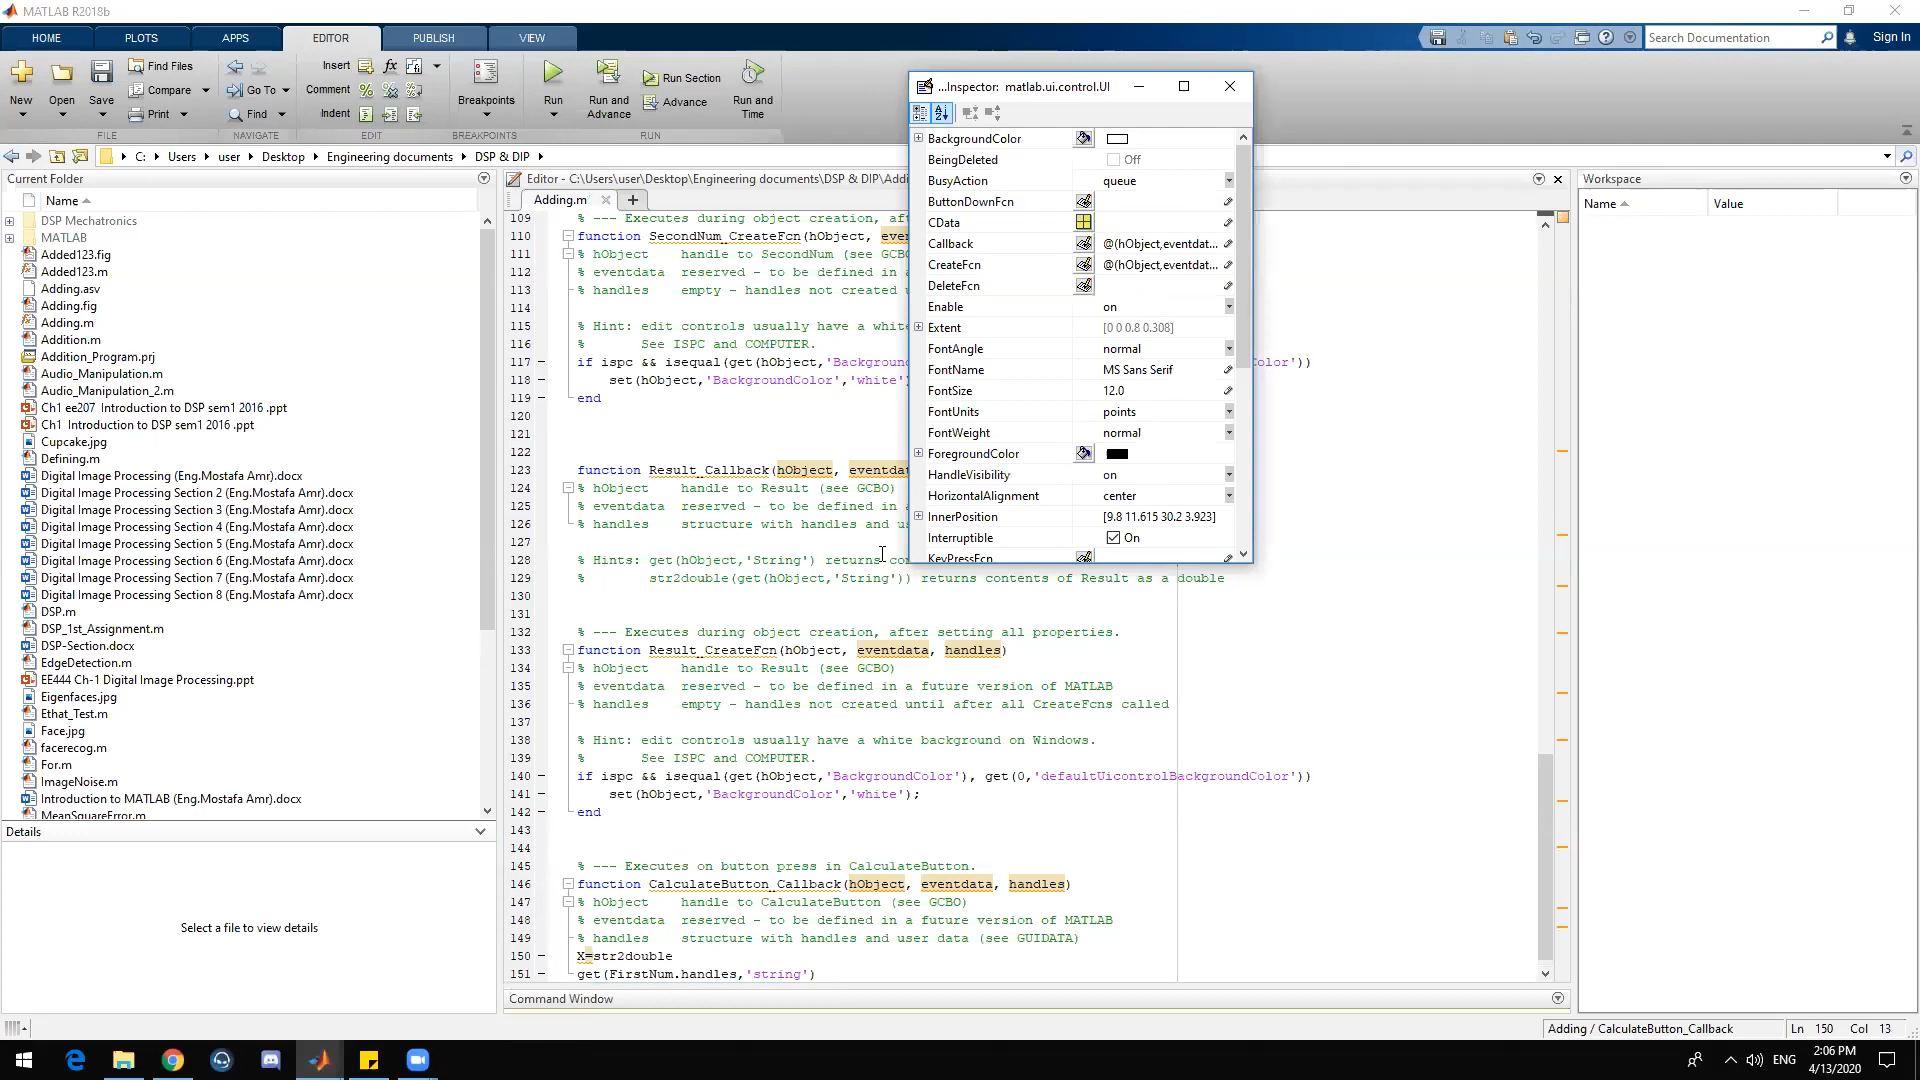 MATLAB R2018b
HOME PLOTS APPS EDITOR PUBLISH VIEW
Search Documentation
Sign In
New Open Save
Find Files
Compare
Print
FILE
Go To
Find
NAVIGATE
Insert
Comment
Indent
EDIT
Breakpoints
BREAKPOINTS
Run
Run and Advance
Run Section
Advance
Run and Time
RUN
C: Users user Desktop Engineering documents DSP & DIP
Current Folder
Name
DSP Mechatronics
MATLAB
Added123.fig
Added123.m
Adding.asv
Adding.fig
Adding.m
Addition.m
Addition_Program.prj
Audio_Manipulation.m
Audio_Manipulation_2.m
Ch1 ee207 Introduction to DSP sem1 2016 .ppt
Ch1 Introduction to DSP sem1 2016 .ppt
Cupcake.jpg
Defining.m
Digital Image Processing (Eng.Mostafa Amr).docx
Digital Image Processing Section 2 (Eng.Mostafa Amr).docx
Digital Image Processing Section 3 (Eng.Mostafa Amr).docx
Digital Image Processing Section 4 (Eng.Mostafa Amr).docx
Digital Image Processing Section 5 (Eng.Mostafa Amr).docx
Digital Image Processing Section 6 (Eng.Mostafa Amr).docx
Digital Image Processing Section 7 (Eng.Mostafa Amr).docx
Digital Image Processing Section 8 (Eng.Mostafa Amr).docx
DSP.m
DSP_1st_Assignment.m
DSP-Section.docx
EdgeDetection.m
EE444 Ch-1 Digital Image Processing.ppt
Eigenfaces.jpg
Ethat_Test.m
Face.jpg
facerecog.m
For.m
ImageNoise.m
Introduction to MATLAB (Eng.Mostafa Amr).docx
MeanSquareError.m
Details
Select a file to view details
Editor - C:\Users\user\Desktop\Engineering documents\DSP & DIP\Addi
Adding.m
109 % --- Executes during object creation, af
110 function SecondNum_CreateFcn(hObject, even
111 % hObject handle to SecondNum (see GCBO
112 % eventdata reserved - to be defined in a
113 % handles empty - handles not created u
114
115 % Hint: edit controls usually have a white
116 % See ISPC and COMPUTER.
117 if ispc && isequal(get(hObject,'Backgroun olor'))
118 set(hObject,'BackgroundColor','white')
119 end
120
121
122
123 function Result_Callback(hObject, eventdat
124 % hObject handle to Result (see GCBO)
125 % eventdata reserved - to be defined in a
126 % handles structure with handles and us
127
128 % Hints: get(hObject,'String') returns con
129 % str2double(get(hObject,'String')) returns contents of Result as a double
130
131
132 % --- Executes during object creation, after setting all properties.
133 function Result_CreateFcn(hObject, eventdata, handles)
134 % hObject handle to Result (see GCBO)
135 % eventdata reserved - to be defined in a future version of MATLAB
136 % handles empty - handles not created until after all CreateFcns called
137
138 % Hint: edit controls usually have a white background on Windows.
139 % See ISPC and COMPUTER.
140 if ispc && isequal(get(hObject,'BackgroundColor'), get(0,'defaultUicontrolBackgroundColor'))
141 set(hObject,'BackgroundColor','white');
142 end
143
144
145 % --- Executes on button press in CalculateButton.
146 function CalculateButton_Callback(hObject, eventdata, handles)
147 % hObject handle to CalculateButton (see GCBO)
148 % eventdata reserved - to be defined in a future version of MATLAB
149 % handles structure with handles and user data (see GUIDATA)
150 X=str2double
151 get(FirstNum.handles,'string')
Command Window
...Inspector: matlab.ui.control.UI
BackgroundColor
BeingDeleted Off
BusyAction queue
ButtonDownFcn
CData
Callback @(hObject,eventdat...
CreateFcn @(hObject,eventdat...
DeleteFcn
Enable on
Extent [0 0 0.8 0.308]
FontAngle normal
FontName MS Sans Serif
FontSize 12.0
FontUnits points
FontWeight normal
ForegroundColor
HandleVisibility on
HorizontalAlignment center
InnerPosition [9.8 11.615 30.2 3.923]
Interruptible On
KeyPressFcn
Workspace
Name Value
Adding / CalculateButton_Callback
Ln 150 Col 13
ENG
2:06 PM
4/13/2020